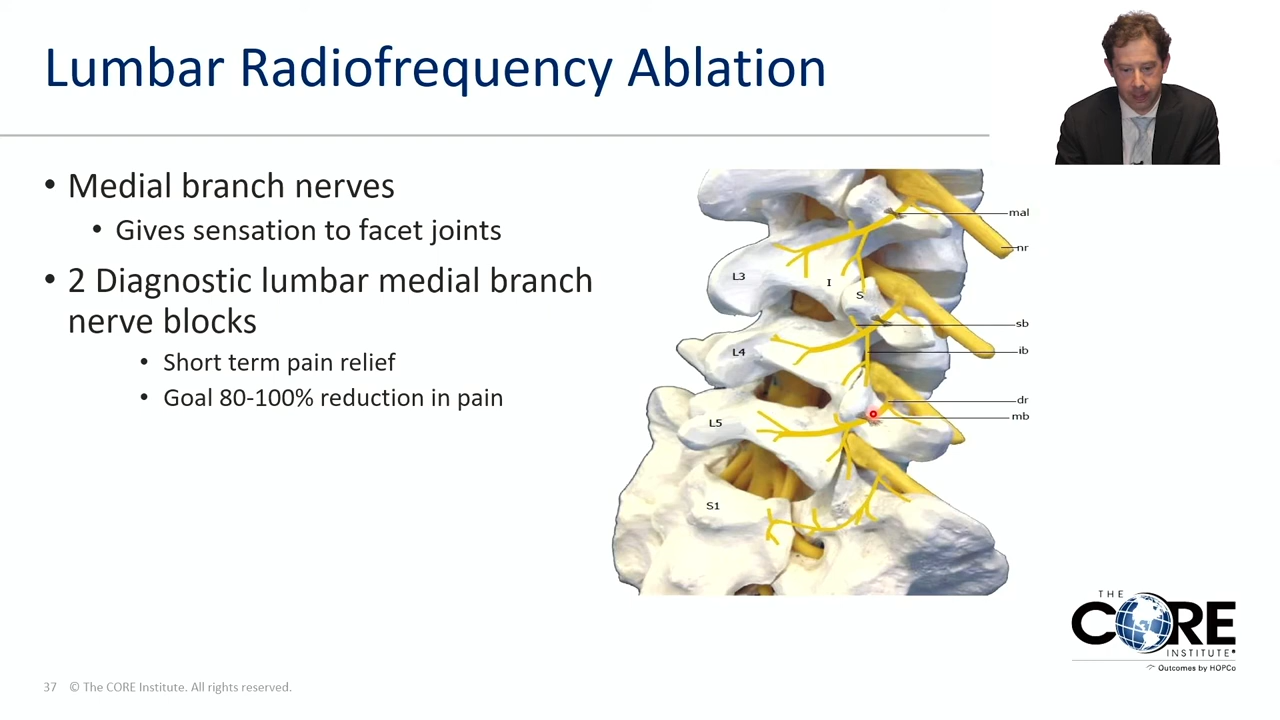 Lumbar Radiofrequency Ablation
• Medial branch nerves
• Gives sensation to facet joints
• 2 Diagnostic lumbar medial branch
nerve blocks
• Short term pain relief
• Goal 80-100% reduction in pain
mal
nr
L3
I
S
sb
L4
ib
dr
mb
L5
S1
THE
CORE
INSTITUTE®
Outcomes by HOPCo
37 © The CORE Institute. All rights reserved.